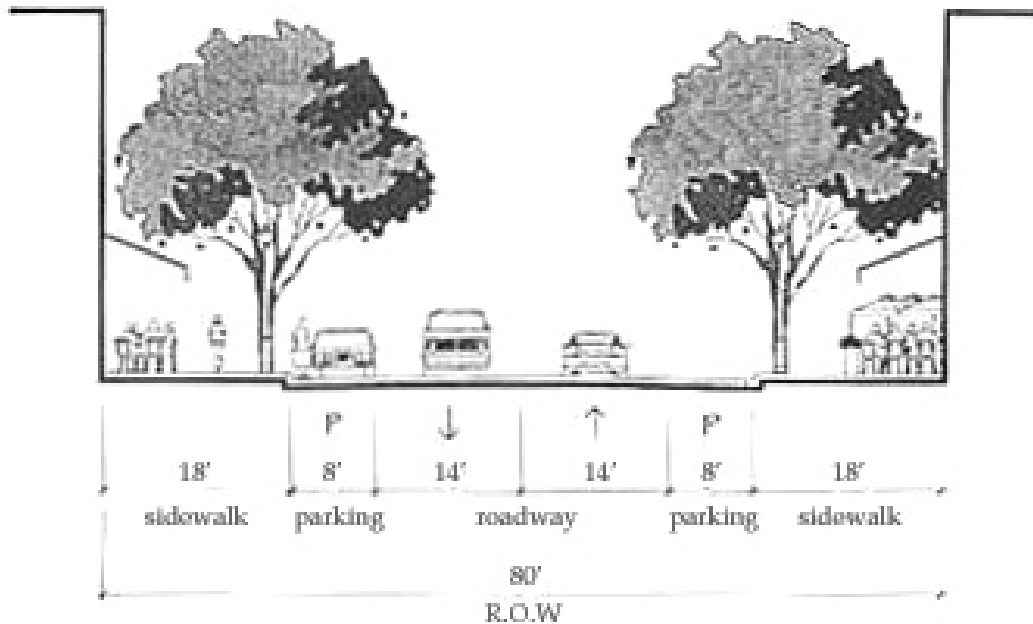 P ↓ ↑ P
18′ 8′ 14′ 14′ 8′ 18′
sidewalk parking roadway parking sidewalk
80′
R.O.W